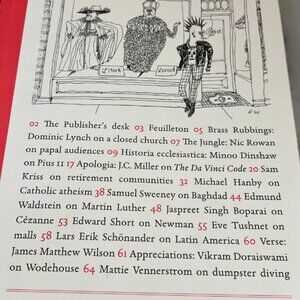 02 The Publisher's desk 03 Feuilleton 05 Brass Rubbings:
Dominic Lynch on a closed church 07 The Jungle: Nic Rowan
on papal audiences 09 Historia ecclesiastica: Minoo Dinshaw
on Pius II 17 Apologia: J.C. Miller on The Da Vinci Code 20 Sam
Kriss on retirement communities 32 Michael Hanby on
Catholic atheism 38 Samuel Sweeney on Baghdad 44 Edmund
Waldstein on Martin Luther 48 Jaspreet Singh Boparai on
Cézanne 53 Edward Short on Newman 55 Eve Tushnet on
malls 58 Lars Erik Schönander on Latin America 60 Verse:
James Matthew Wilson 61 Appreciations: Vikram Doraiswami
on Wodehouse 64 Mattie Vennerstrom on dumpster diving